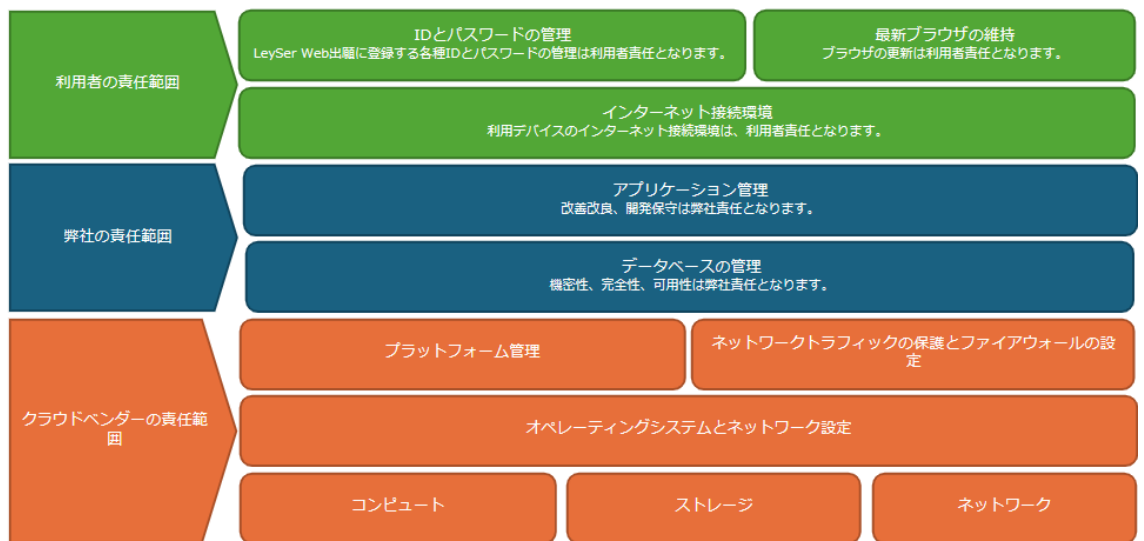 利用者の責任範囲
IDとパスワードの管理
LeySer Web出願に登録する各種IDとパスワードの管理は利用者責任となります。
最新ブラウザの維持
ブラウザの更新は利用者責任となります。
インターネット接続環境
利用デバイスのインターネット接続環境は、利用者責任となります。
弊社の責任範囲
アプリケーション管理
改善改良、開発保守は弊社責任となります。
データベースの管理
機密性、完全性、可用性は弊社責任となります。
クラウドベンダーの責任範
囲
プラットフォーム管理
ネットワークトラフィックの保護とファイアウォールの設
定
オペレーティングシステムとネットワーク設定
コンピュート
ストレージ
ネットワーク